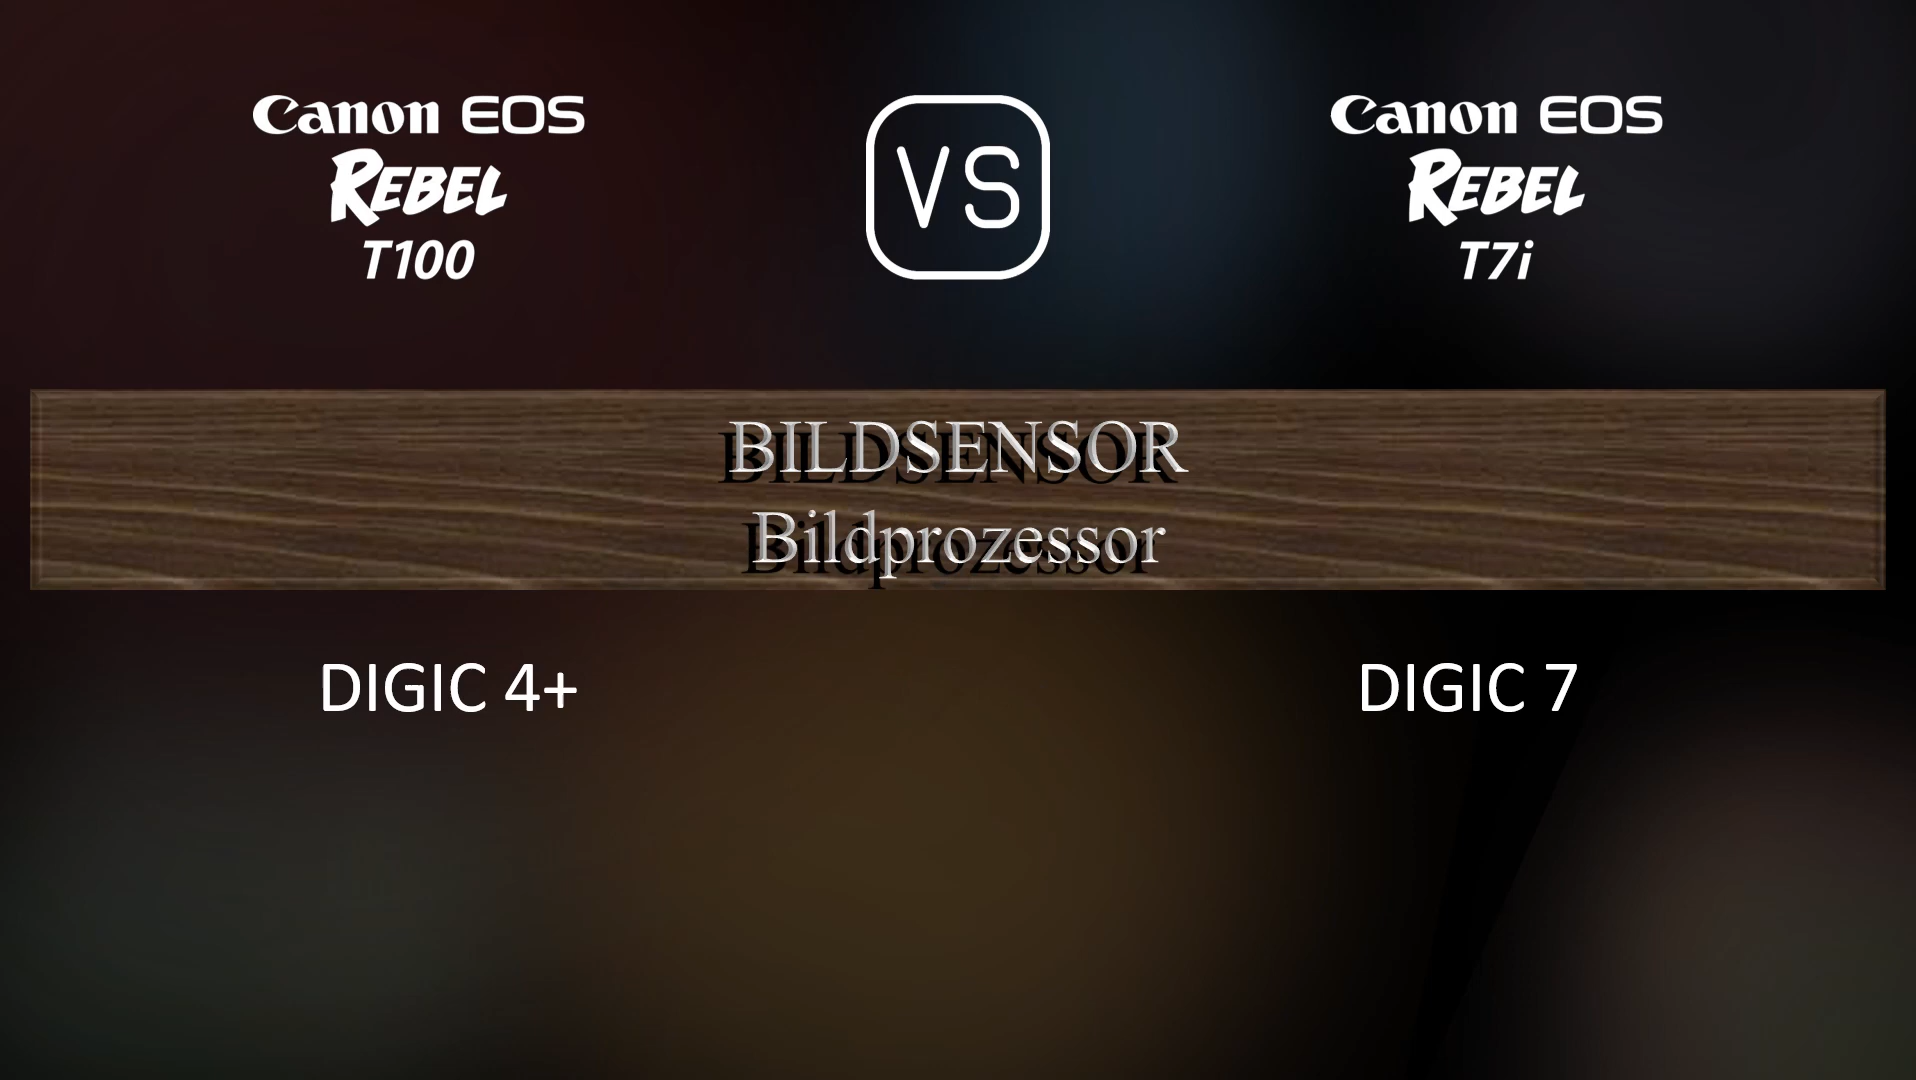 Canon EOS
REBEL
T100
VS
Canon EOS
REBEL
T7i
BILDSENSOR
Bildprozessor
DIGIC 4+
DIGIC 7